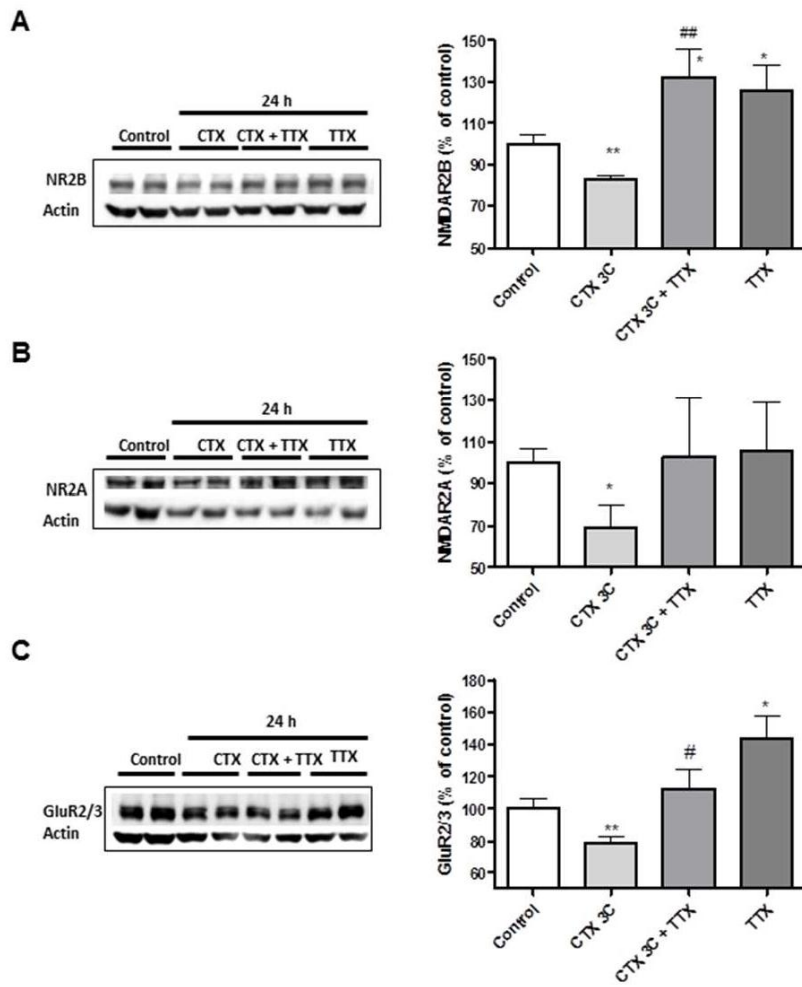 A
24 h
Control CTX CTX + TTX TTX
NR2B
Actin
NMDAR2B (% of control)
150
130
110
90
70
50
**
##
*
*
Control
CTX 3C
CTX 3C + TTX
TTX
B
24 h
Control CTX CTX + TTX TTX
NR2A
Actin
NMDAR2A (% of control)
150
130
110
90
70
50
*
Control
CTX 3C
CTX 3C + TTX
TTX
C
24 h
Control CTX CTX + TTX TTX
GluR2/3
Actin
GluR2/3 (% of control)
180
160
140
120
100
80
60
**
#
*
Control
CTX 3C
CTX 3C + TTX
TTX